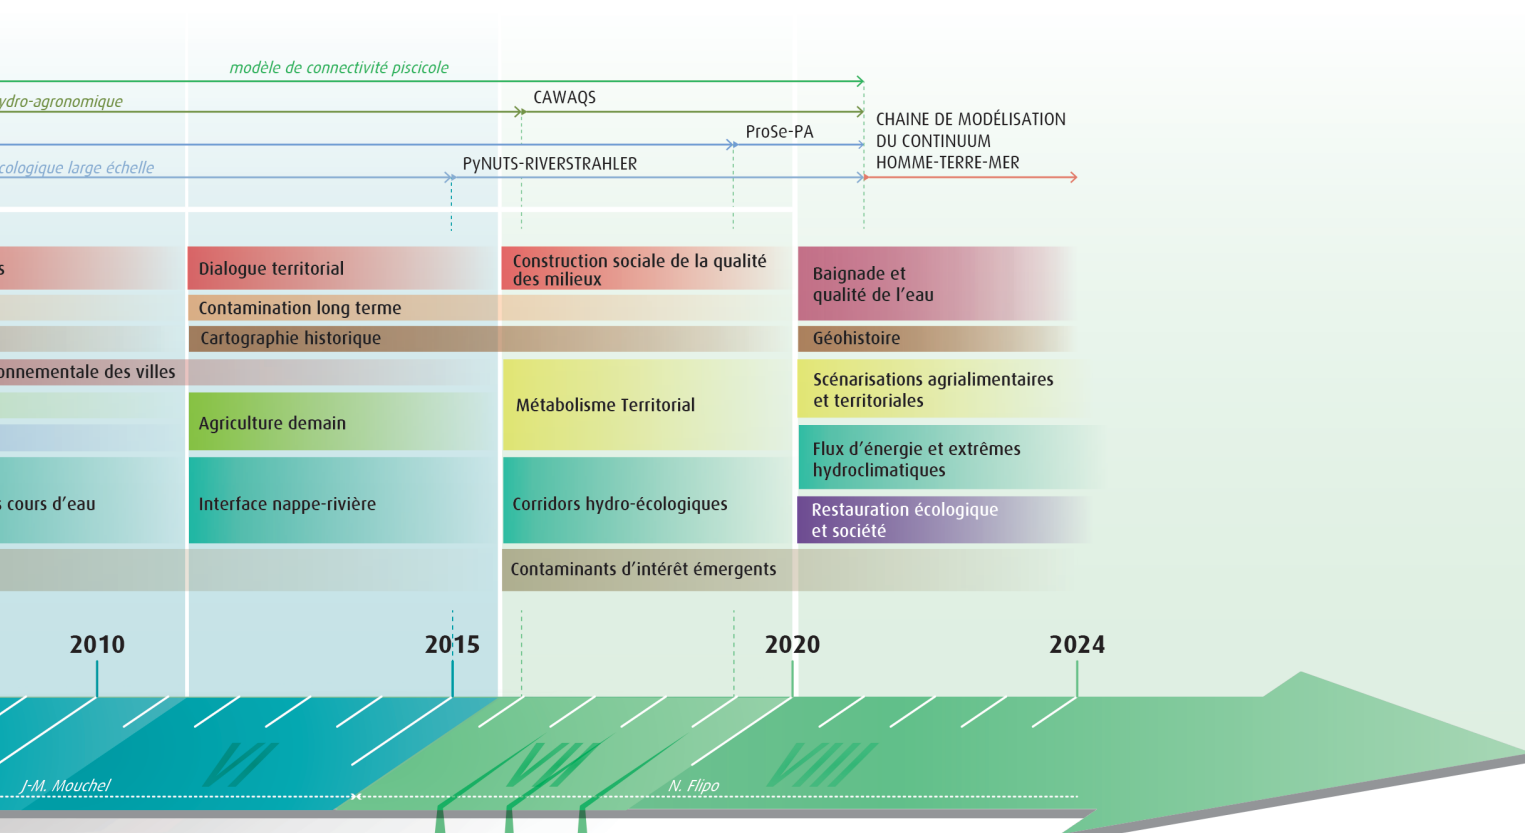 modèle de connectivité piscicole
ydro-agronomique
CAWAQS
ProSe-PA
CHAINE DE MODÉLISATION
DU CONTINUUM
HOMME-TERRE-MER
cologique large échelle
PyNUTS-RIVERSTRAHLER
s
Dialogue territorial
Construction sociale de la qualité
des milieux
Baignade et
qualité de l’eau
Contamination long terme
Cartographie historique
Géohistoire
onnementale des villes
Agriculture demain
Métabolisme Territorial
Scénarisations agrialimentaires
et territoriales
Flux d’énergie et extrêmes
hydroclimatiques
s cours d’eau
Interface nappe-rivière
Corridors hydro-écologiques
Restauration écologique
et société
Contaminants d’intérêt émergents
2010
2015
2020
2024
VI
VII
VIII
J-M. Mouchel
N. Flipo